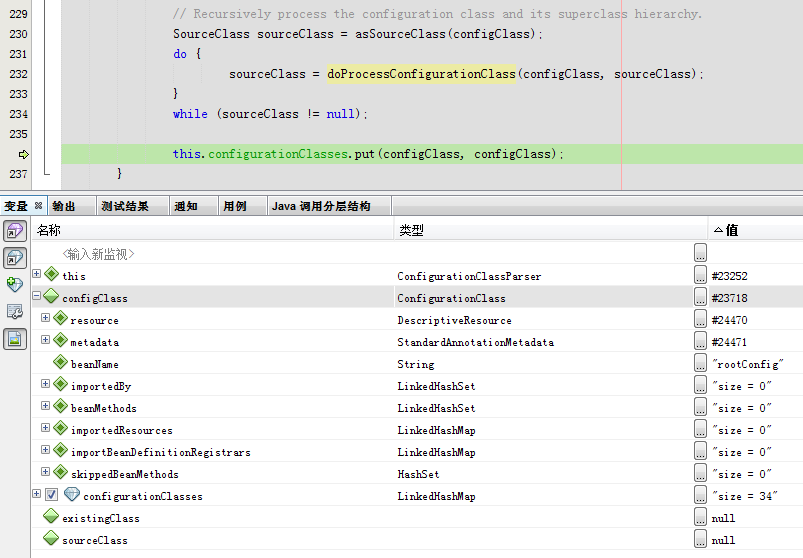 229 // Recursively process the configuration class and its superclass hierarchy.
230 SourceClass sourceClass = asSourceClass(configClass);
231 do {
232 sourceClass = doProcessConfigurationClass(configClass, sourceClass);
233 }
234 while (sourceClass != null);
235
this.configurationClasses.put(configClass, configClass);
237 }
变量 输出 测试结果 通知 用例 Java 调用分层结构
名称 类型 值
<输入新监视> ...
this ConfigurationClassParser ... #23252
configClass ConfigurationClass ... #23718
resource DescriptiveResource ... #24470
metadata StandardAnnotationMetadata ... #24471
beanName String ... "rootConfig"
importedBy LinkedHashSet ... "size = 0"
beanMethods LinkedHashSet ... "size = 0"
importedResources LinkedHashMap ... "size = 0"
importBeanDefinitionRegistrars LinkedHashMap ... "size = 0"
skippedBeanMethods HashSet ... "size = 0"
configurationClasses LinkedHashMap ... "size = 34"
existingClass ... null
sourceClass ... null